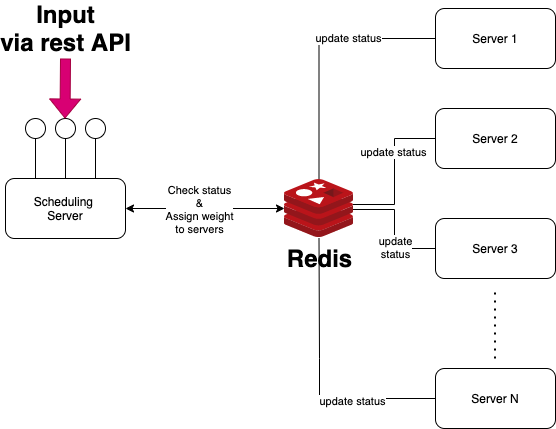 Input
via rest API
Scheduling
Server
Check status
&
Assign weight
to servers
Redis
update status
Server 1
update status
Server 2
update
status
Server 3
update status
Server N